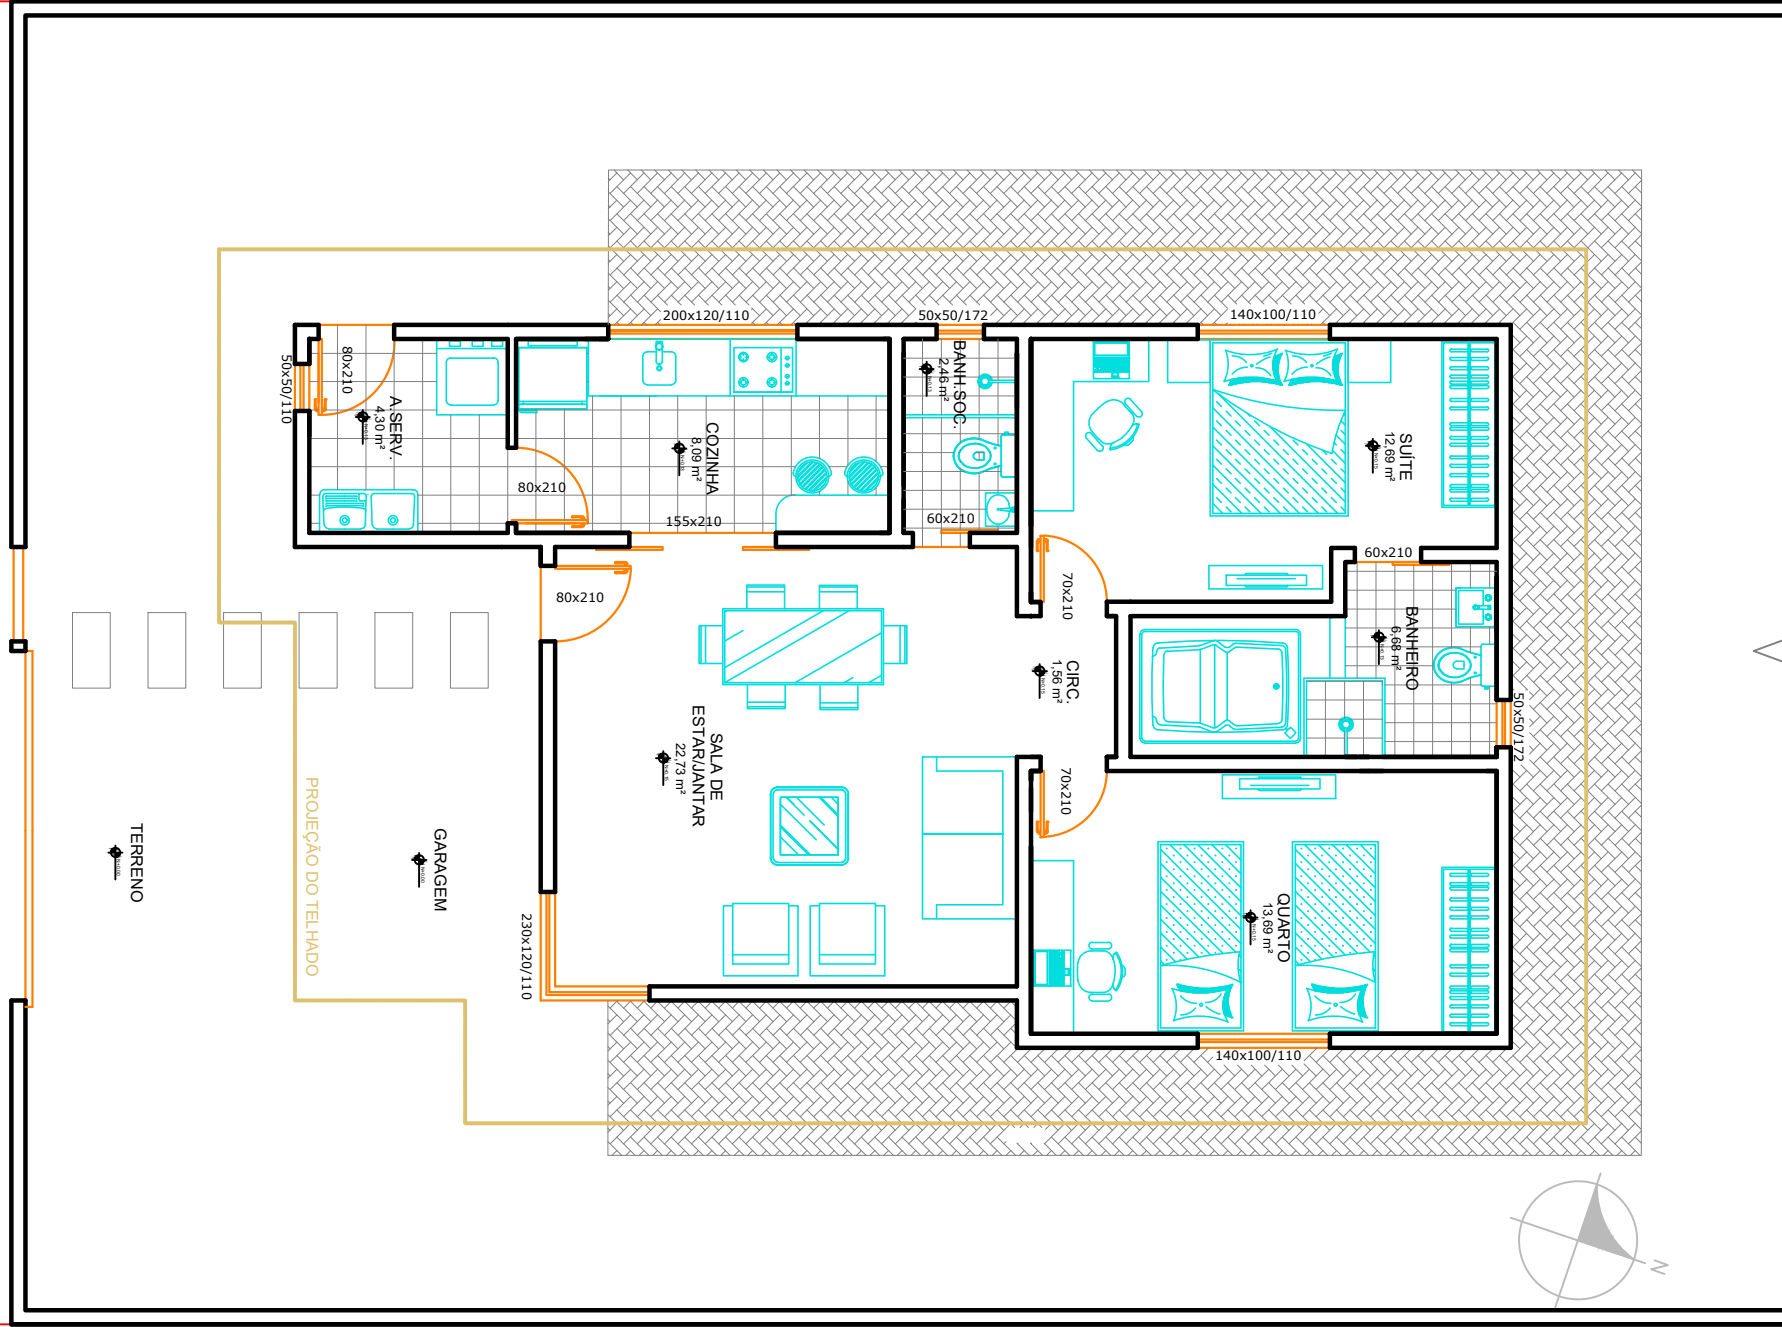 200x120/110
50x50/172
140x100/110
50x50/110
80x210
A.SERV.
4,30 m²
80x210
COZINHA
8,09 m²
155x210
BANH.SOC.
2,46 m²
60x210
SUÍTE
12,69 m²
60x210
70x210
80x210
BANHEIRO
6,68 m²
50x50/172
CIRC.
1,56 m²
SALA DE
ESTAR/JANTAR
22,73 m²
70x210
QUARTO
13,69 m²
230x120/110
140x100/110
PROJEÇÃO DO TELHADO
GARAGEM
TERRENO
N